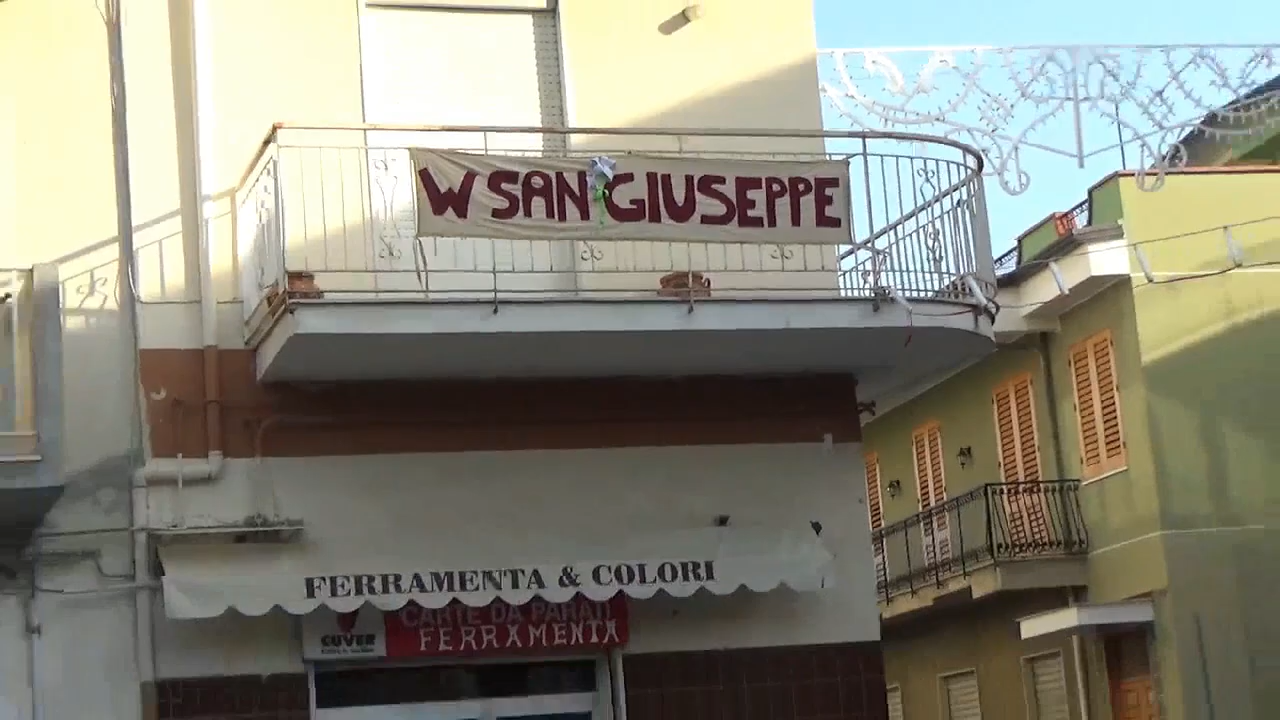 W SAN GIUSEPPE
FERRAMENTA & COLORI
CARTE DA PARATI
CUVER
FERRAMENTA